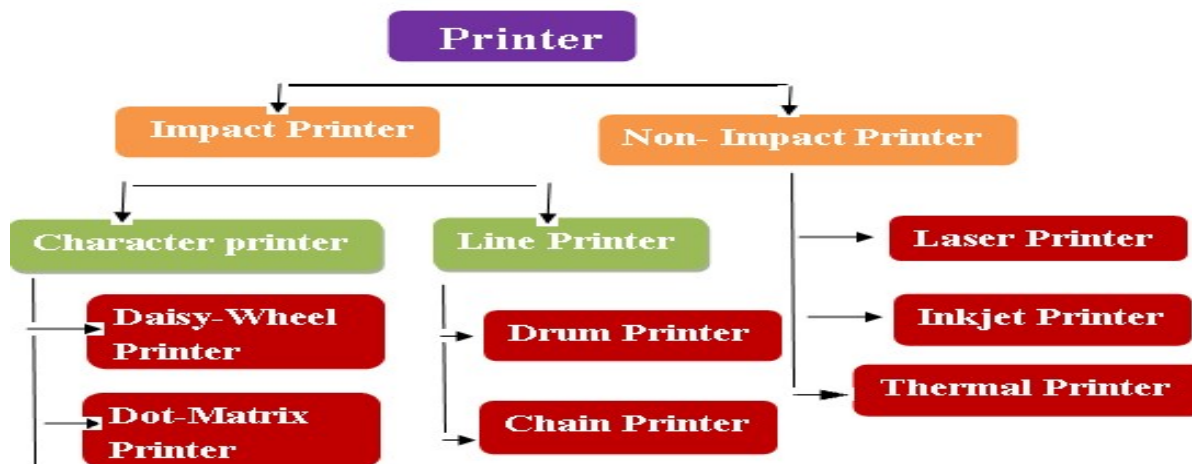 Printer
Impact Printer
Non- Impact Printer
Character printer
Line Printer
Laser Printer
Daisy-Wheel
Printer
Drum Printer
Inkjet Printer
Thermal Printer
Dot-Matrix
Printer
Chain Printer